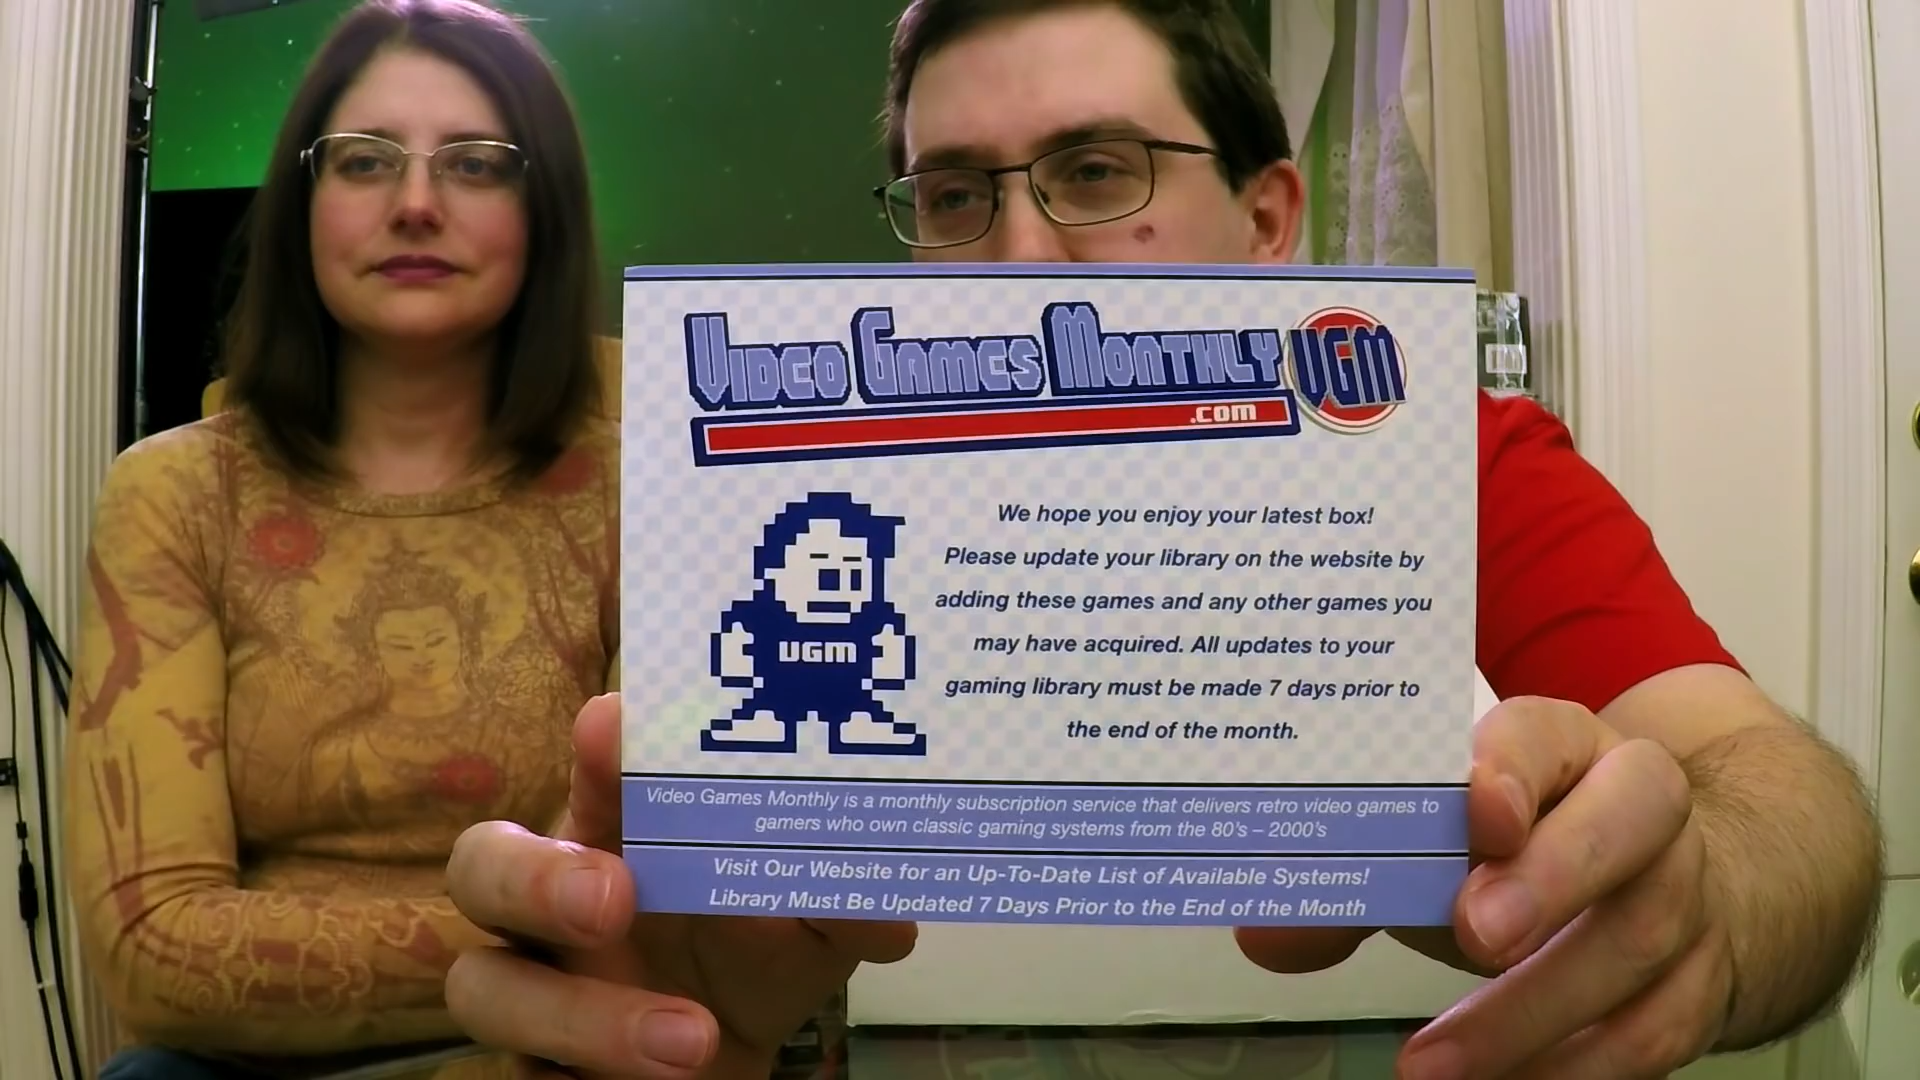 Video Games Monthly VGM
.com
We hope you enjoy your latest box!
Please update your library on the website by
adding these games and any other games you
may have acquired. All updates to your
gaming library must be made 7 days prior to
the end of the month.
VGM
Video Games Monthly is a monthly subscription service that delivers retro video games to
gamers who own classic gaming systems from the 80's – 2000's
Visit Our Website for an Up-To-Date List of Available Systems!
Library Must Be Updated 7 Days Prior to the End of the Month